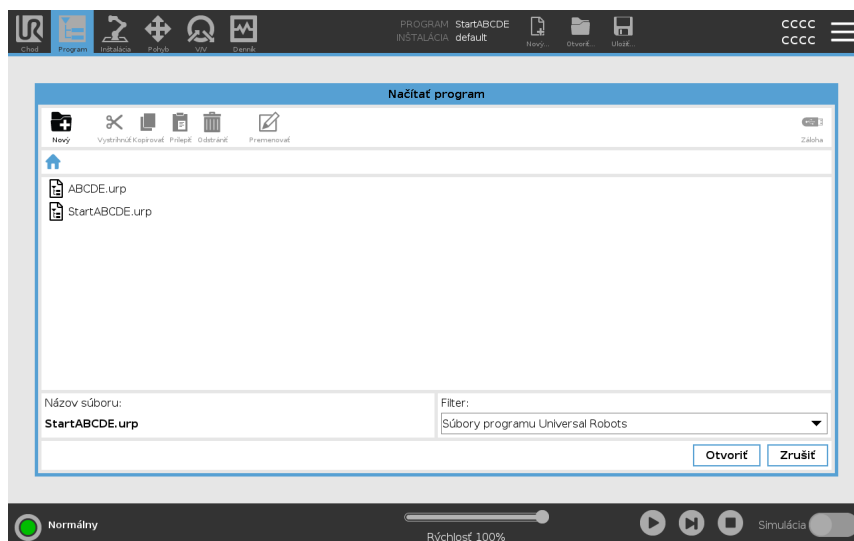 UR
Chod Program Inštalácia Pohyb V/V Denník
PROGRAM StartABCDE
INŠTALÁCIA default
Nový... Otvoriť... Uložiť...
CCCC
CCCC
Načítať program
Nový Vystrihnúť Kopírovať Prilepiť Odstrániť Premenovať Záloha
ABCDE.urp
StartABCDE.urp
Názov súboru:
StartABCDE.urp
Filter:
Súbory programu Universal Robots
Otvoriť Zrušiť
Normálny
Rýchlosť 100%
Simulácia